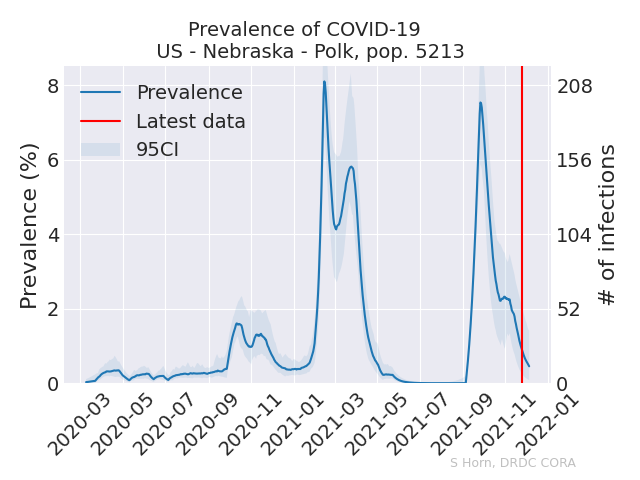 Prevalence of COVID-19
US - Nebraska - Polk, pop. 5213
Prevalence
Latest data
95CI
Prevalence (%)
8
6
4
2
0
208
156
104
52
0
# of infections
2020-03
2020-05
2020-07
2020-09
2020-11
2021-01
2021-03
2021-05
2021-07
2021-09
2021-11
2022-01
S Horn, DRDC CORA